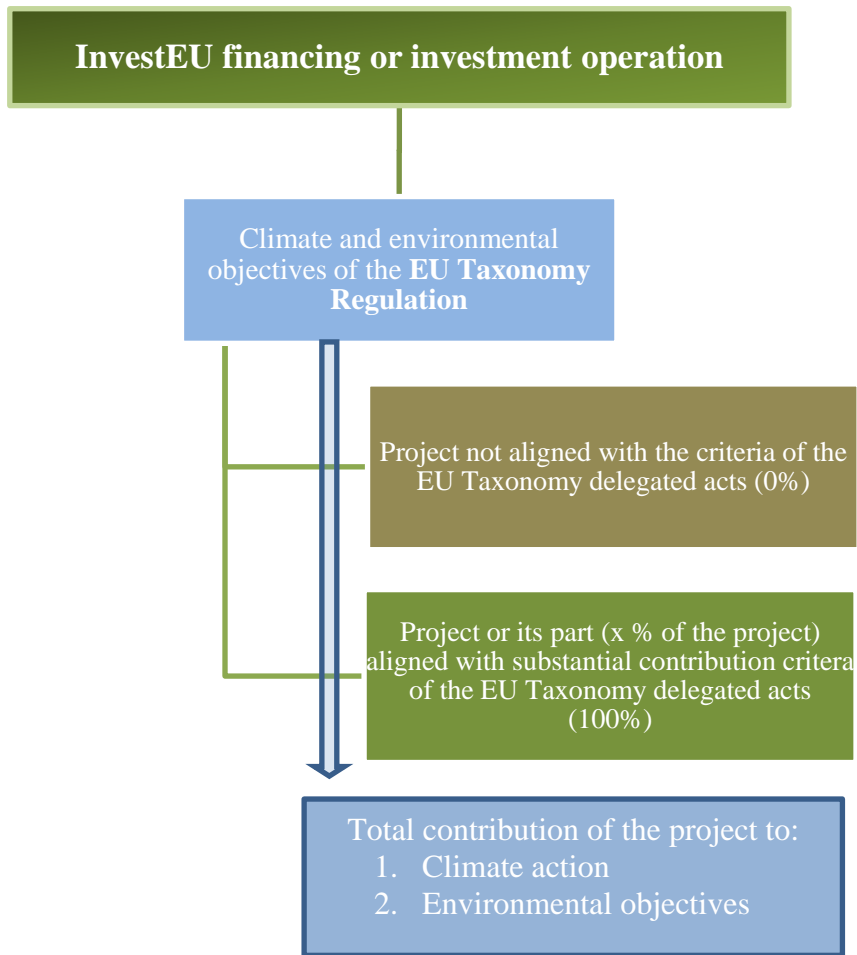 InvestEU financing or investment operation
Climate and environmental
objectives of the EU Taxonomy
Regulation
Project not aligned with the criteria of the
EU Taxonomy delegated acts (0%)
Project or its part (x % of the project)
aligned with substantial contribution critera
of the EU Taxonomy delegated acts
(100%)
Total contribution of the project to:
1. Climate action
2. Environmental objectives